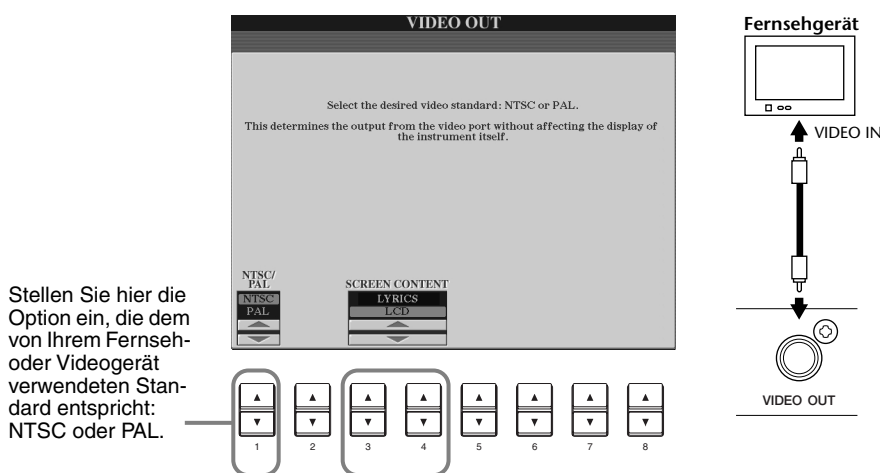 VIDEO OUT
Select the desired video standard: NTSC or PAL.
This determines the output from the video port without affecting the display of
the instrument itself.
NTSC/
PAL
NTSC
PAL
SCREEN CONTENT
LYRICS
LCD
Stellen Sie hier die
Option ein, die dem
von Ihrem Fernseh-
oder Videogerät
verwendeten Stan-
dard entspricht:
NTSC oder PAL.
1 2 3 4 5 6 7 8
Fernsehgerät
VIDEO IN
VIDEO OUT